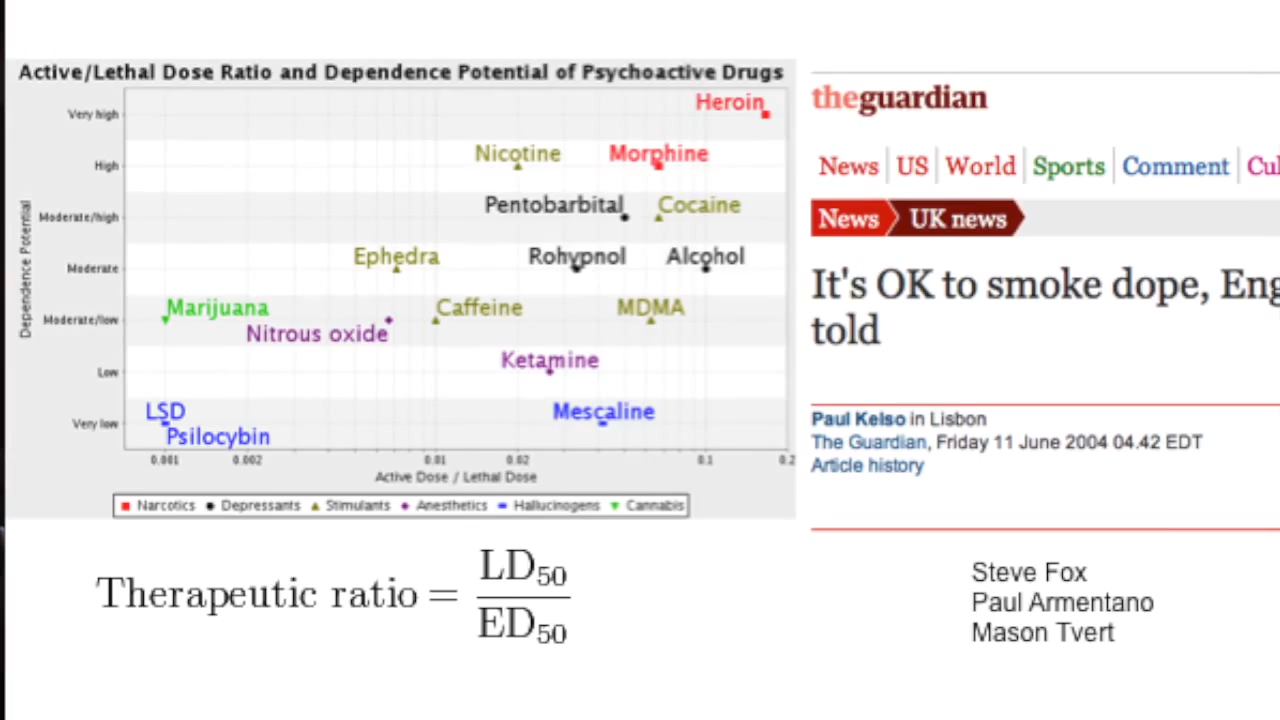 Active/Lethal Dose Ratio and Dependence Potential of Psychoactive Drugs
Dependence Potential
Very high
High
Moderate/high
Moderate
Moderate/low
Low
Very low
Heroin
Nicotine
Morphine
Pentobarbital
Cocaine
Ephedra
Rohypnol
Alcohol
Marijuana
Caffeine
MDMA
Nitrous oxide
Ketamine
LSD
Mescaline
Psilocybin
0.001 0.002 0.01 0.02 0.1 0.2
Active Dose / Lethal Dose
Narcotics Depressants Stimulants Anesthetics Hallucinogens Cannabis
Therapeutic ratio = LD50
ED50
theguardian
News US World Sports Comment Cul
News UK news
It's OK to smoke dope, Eng
told
Paul Kelso in Lisbon
The Guardian, Friday 11 June 2004 04.42 EDT
Article history
Steve Fox
Paul Armentano
Mason Tvert